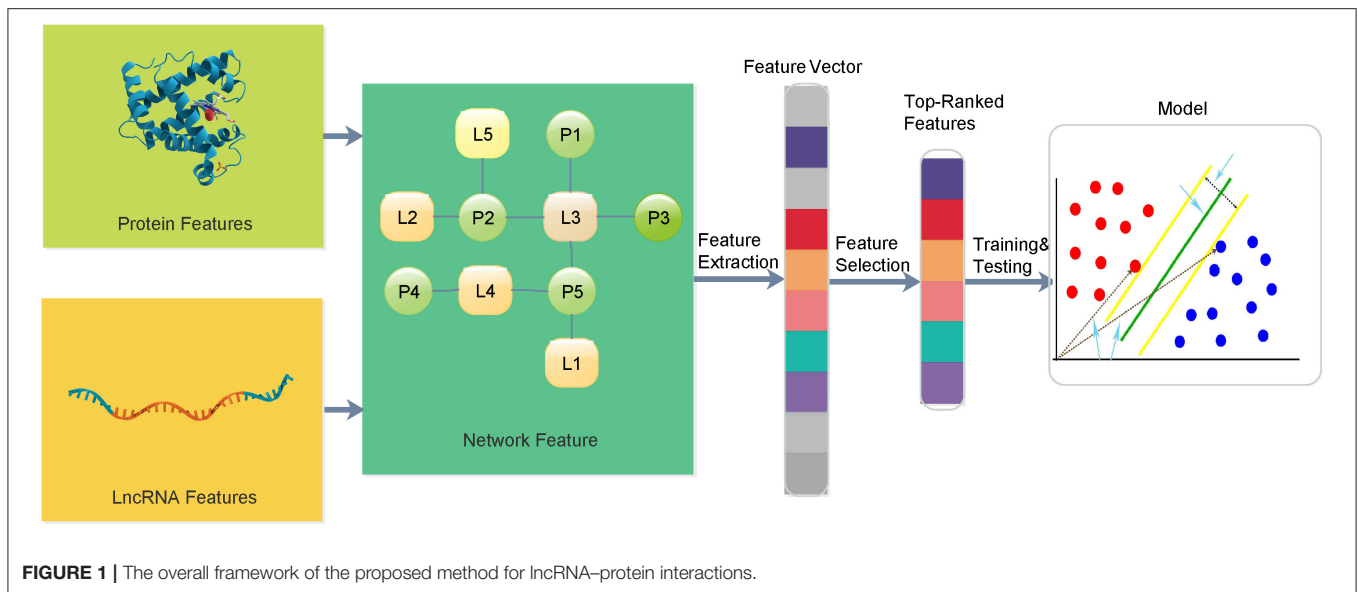 Protein Features
LncRNA Features
L5
P1
L2
P2
L3
P3
P4
L4
P5
L1
Network Feature
Feature
Extraction
Feature Vector
Feature
Selection
Top-Ranked
Features
Training&
Testing
Model
FIGURE 1 | The overall framework of the proposed method for lncRNA–protein interactions.